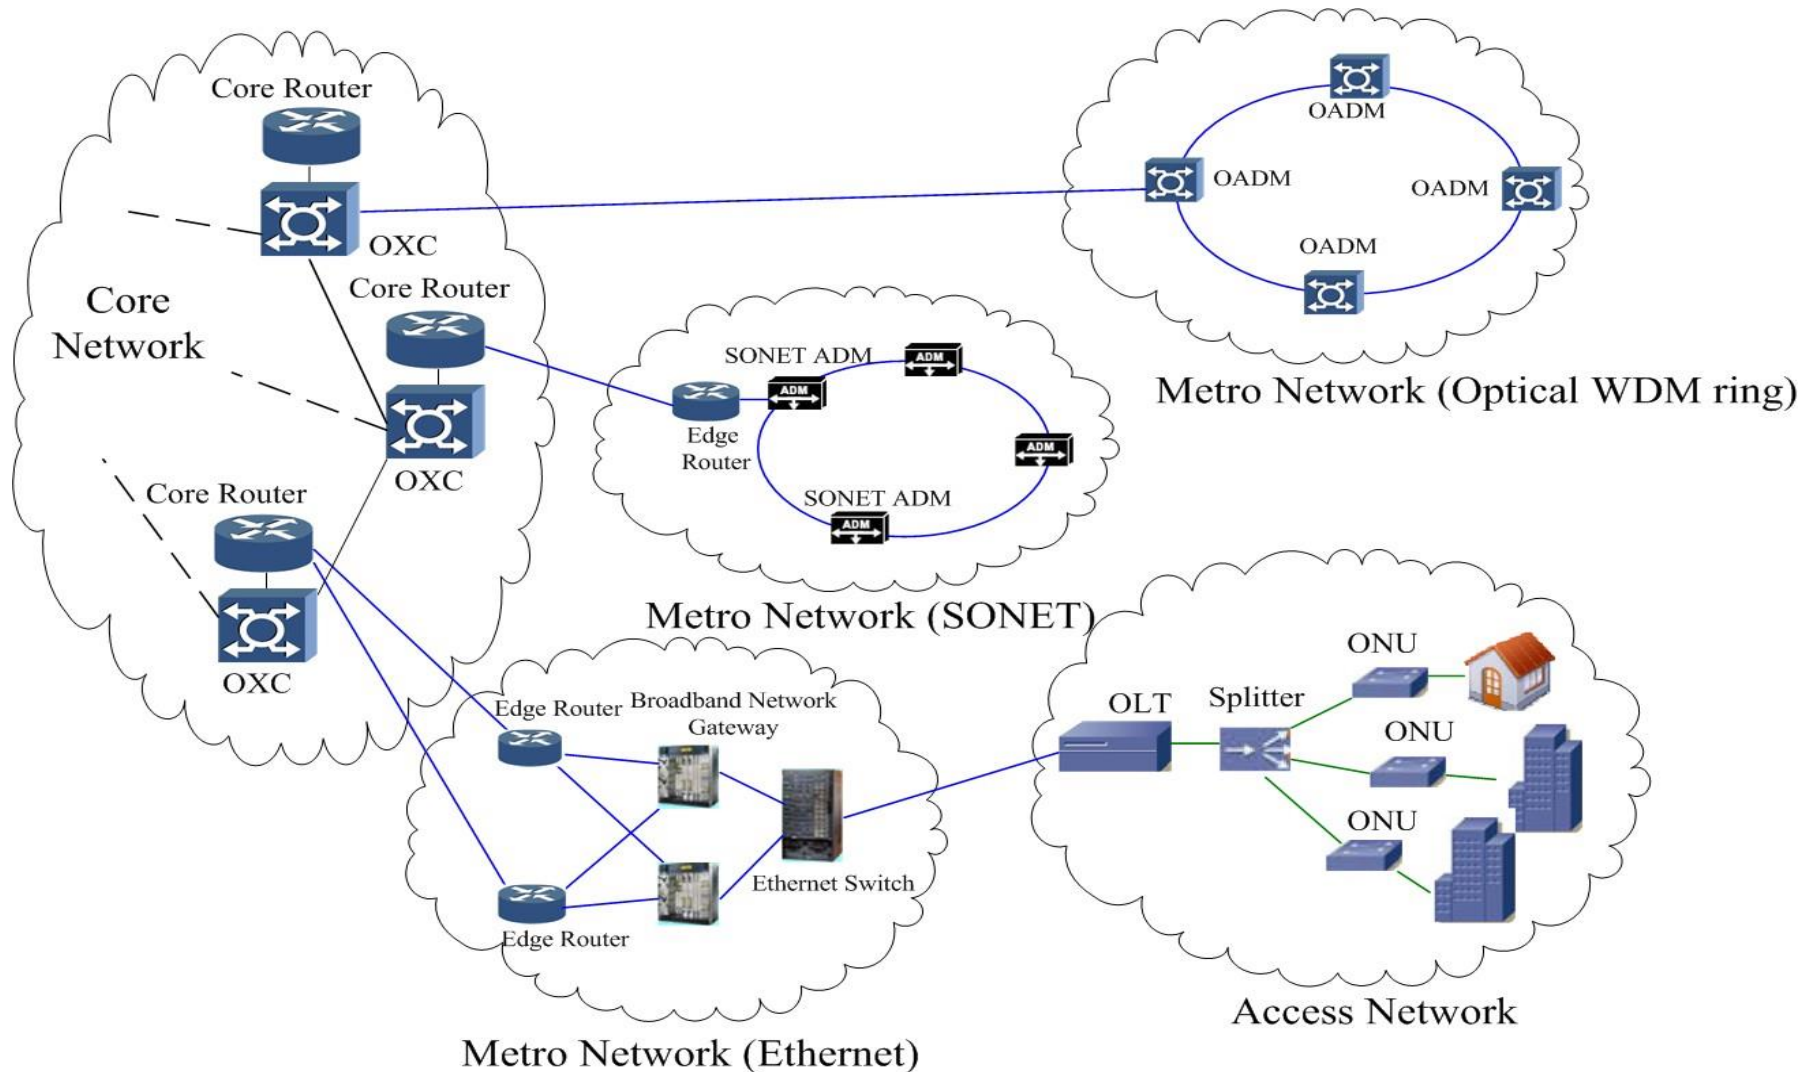 Core Router
OXC
Core Router
Core
Network
OXC
Core Router
OXC
OADM
OADM
OADM
OADM
Metro Network (Optical WDM ring)
SONET ADM
ADM
ADM
Edge
Router
ADM
SONET ADM
ADM
Metro Network (SONET)
Edge Router
Broadband Network
Gateway
Ethernet Switch
Edge Router
Metro Network (Ethernet)
ONU
OLT
Splitter
ONU
ONU
Access Network